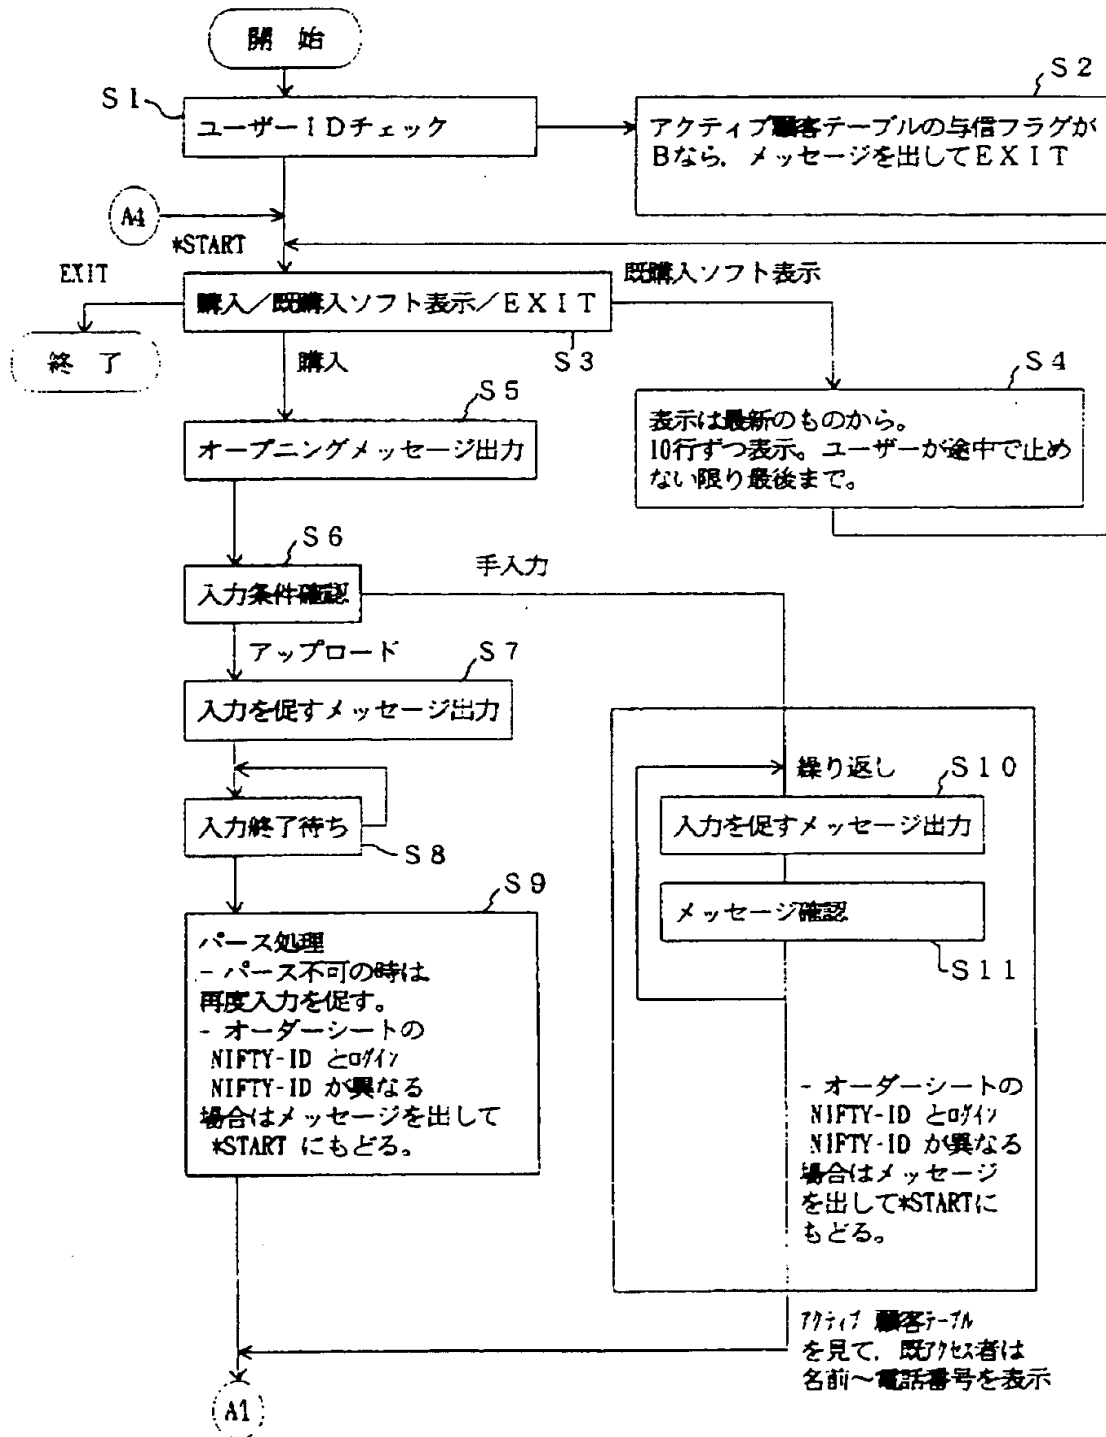 開 始
S1
ユーザーIDチェック
S2
アクティブ顧客テーブルの与信フラグが
Bなら,メッセージを出してEXIT
A4
*START
EXIT
既購入ソフト表示
購入/既購入ソフト表示/EXIT
S3
終 了
購入
S4
表示は最新のものから。
10行ずつ表示。ユーザーが途中で止め
ない限り最後まで。
S5
オープニングメッセージ出力
S6
入力条件確認
手入力
アップロード
S7
入力を促すメッセージ出力
入力終了待ち
S8
S9
パース処理
- パース不可の時は
再度入力を促す。
- オーダーシートの
NIFTY-ID とログイン
NIFTY-ID が異なる
場合はメッセージを出して
*START にもどる。
繰り返し
S10
入力を促すメッセージ出力
メッセージ確認
S11
- オーダーシートの
NIFTY-ID とログイン
NIFTY-ID が異なる
場合はメッセージ
を出して*STARTに
もどる。
アクティブ 顧客テーブル
を見て,既アクセス者は
名前~電話番号を表示
A1